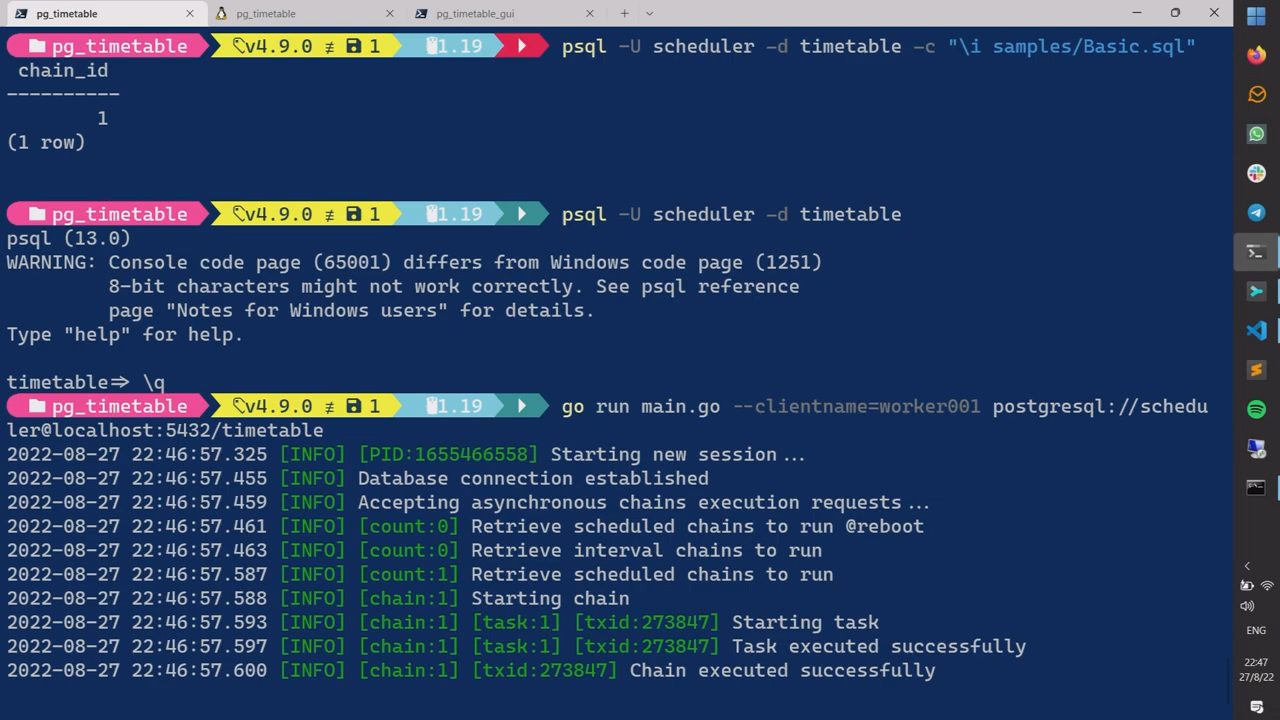 pg_timetable
pg_timetable
pg_timetable_gui
pg_timetable v4.9.0 ≢ 1 1.19 psql -U scheduler -d timetable -c "\i samples/Basic.sql"
chain_id
----------
1
(1 row)
pg_timetable v4.9.0 ≢ 1 1.19 psql -U scheduler -d timetable
psql (13.0)
WARNING: Console code page (65001) differs from Windows code page (1251)
8-bit characters might not work correctly. See psql reference
page "Notes for Windows users" for details.
Type "help" for help.
timetable=> \q
pg_timetable v4.9.0 ≢ 1 1.19 go run main.go --clientname=worker001 postgresql://schedu
ler@localhost:5432/timetable
2022-08-27 22:46:57.325 [INFO] [PID:1655466558] Starting new session...
2022-08-27 22:46:57.455 [INFO] Database connection established
2022-08-27 22:46:57.459 [INFO] Accepting asynchronous chains execution requests...
2022-08-27 22:46:57.461 [INFO] [count:0] Retrieve scheduled chains to run @reboot
2022-08-27 22:46:57.463 [INFO] [count:0] Retrieve interval chains to run
2022-08-27 22:46:57.587 [INFO] [count:1] Retrieve scheduled chains to run
2022-08-27 22:46:57.588 [INFO] [chain:1] Starting chain
2022-08-27 22:46:57.593 [INFO] [chain:1] [task:1] [txid:273847] Starting task
2022-08-27 22:46:57.597 [INFO] [chain:1] [task:1] [txid:273847] Task executed successfully
2022-08-27 22:46:57.600 [INFO] [chain:1] [txid:273847] Chain executed successfully
ENG
22:47
27/8/22